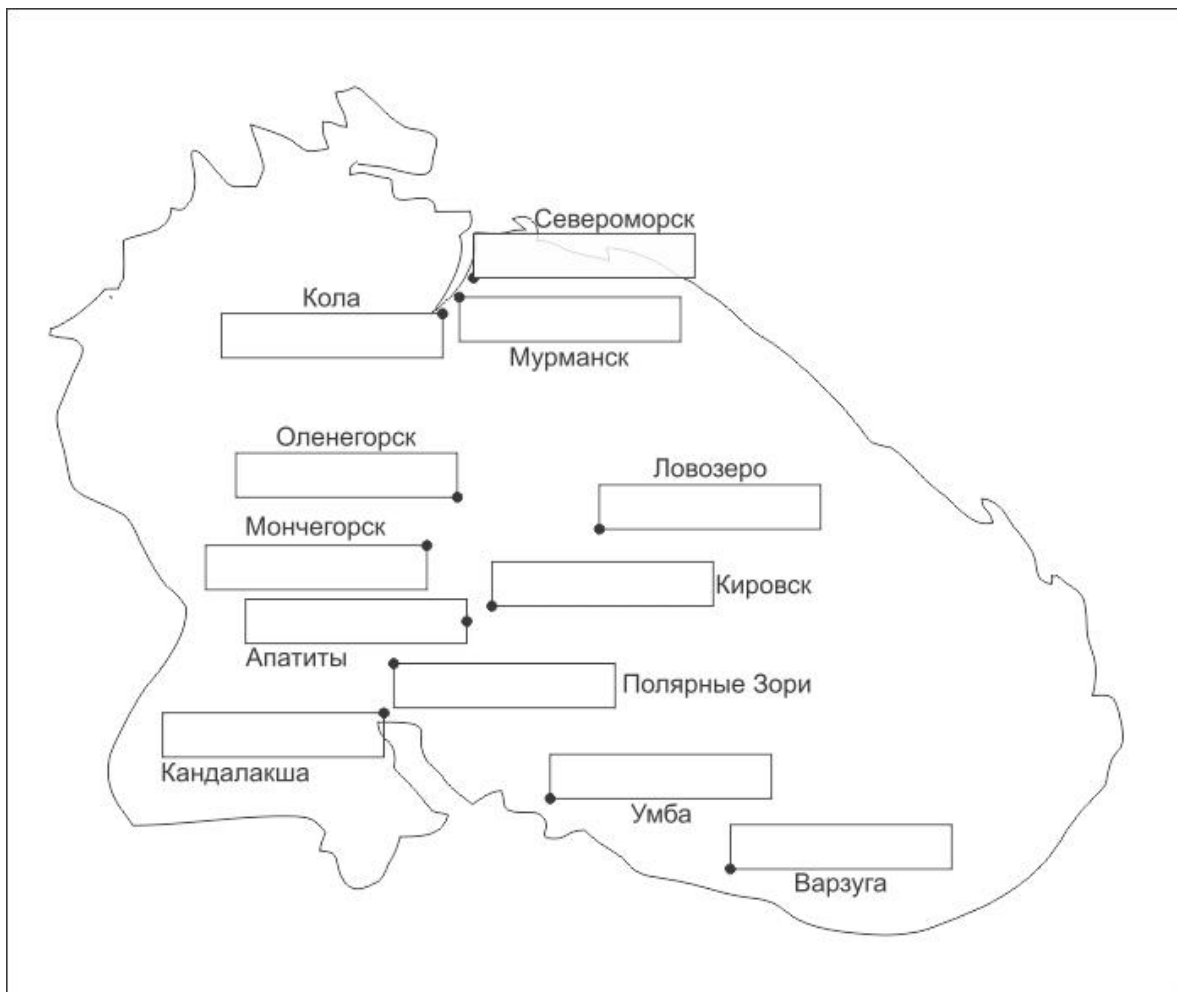 Североморск
Кола
Мурманск
Оленегорск
Ловозеро
Мончегорск
Кировск
Апатиты
Полярные Зори
Кандалакша
Умба
Варзуга